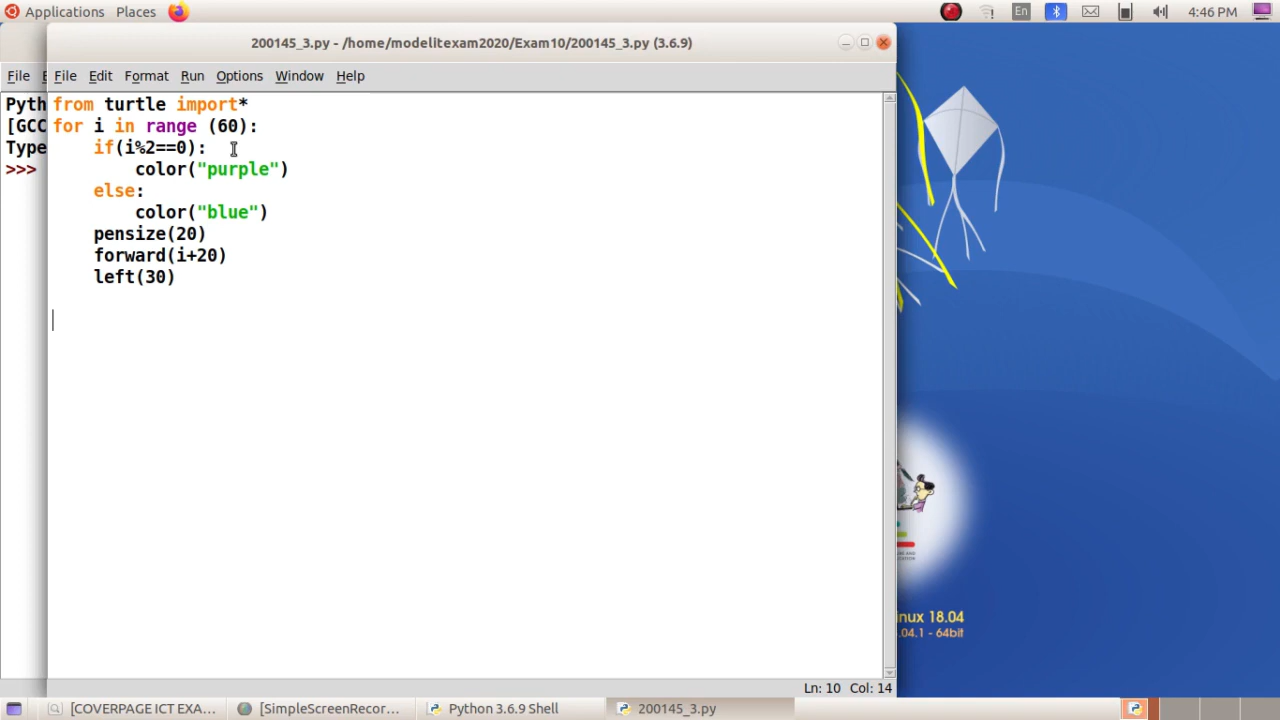 Applications Places En 4:46 PM
200145_3.py - /home/modelitexam2020/Exam10/200145_3.py (3.6.9)
File E File Edit Format Run Options Window Help
Pyth
[GCC
Type
>>>
from turtle import*
for i in range (60):
    if(i%2==0):
        color("purple")
    else:
        color("blue")
    pensize(20)
    forward(i+20)
    left(30)
inux 18.04
.04.1 - 64bit
Ln: 10 Col: 14
[COVERPAGE ICT EXA... [SimpleScreenRecor... Python 3.6.9 Shell 200145_3.py